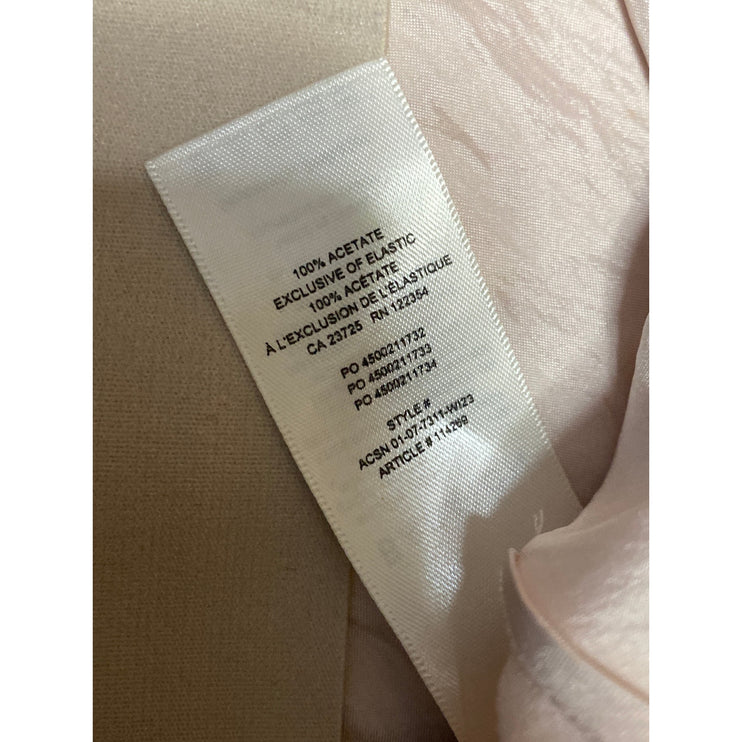 100% ACETATE
EXCLUSIVE OF ELASTIC
100% ACÉTATE
À L'EXCLUSION DE L'ÉLASTIQUE
CA 23725 RN 122354
PO 4500211732
PO 4500211733
PO 4500211734
STYLE #
ACSN 01-07-7311-WI23
ARTICLE # 114269